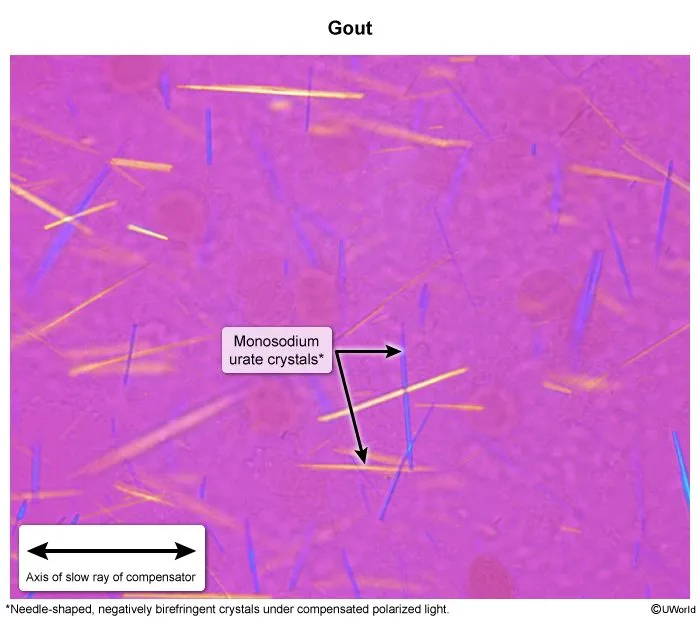 Gout
Monosodium
urate crystals*
Axis of slow ray of compensator
*Needle-shaped, negatively birefringent crystals under compensated polarized light.
©UWorld